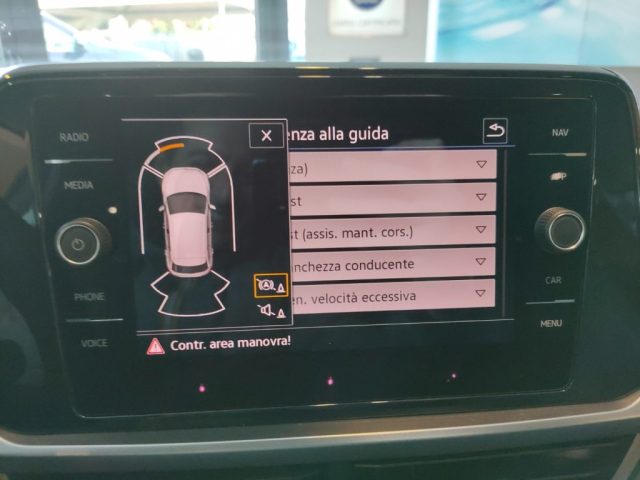 RADIO
MEDIA
PHONE
VOICE
X
enza alla guida
za)
st
st (assis. mant. cors.)
nchezza conducente
en. velocità eccessiva
Contr. area manovra!
NAV
CAR
MENU